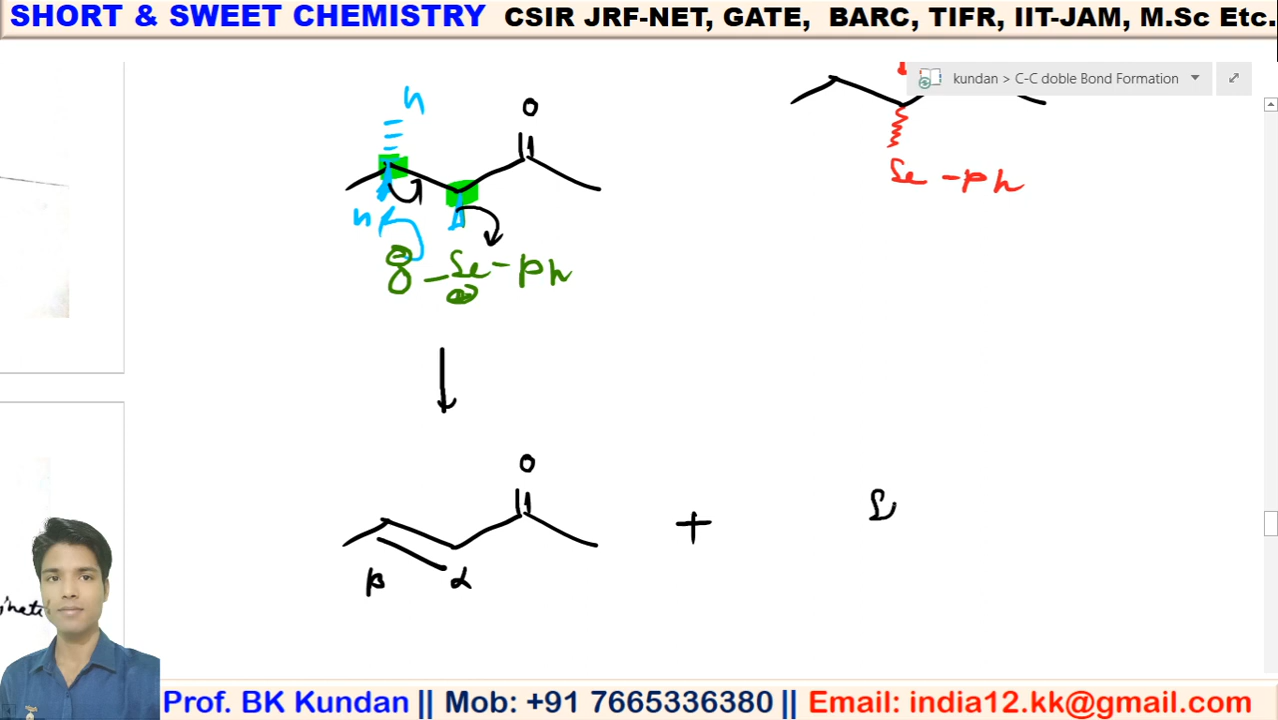 SHORT & SWEET CHEMISTRY CSIR JRF-NET, GATE, BARC, TIFR, IIT-JAM, M.Sc Etc.
kundan > C-C doble Bond Formation
h
O
Se-ph
h
Se-ph
O
+
β α
Prof. BK Kundan || Mob: +91 7665336380 || Email: india12.kk@gmail.com